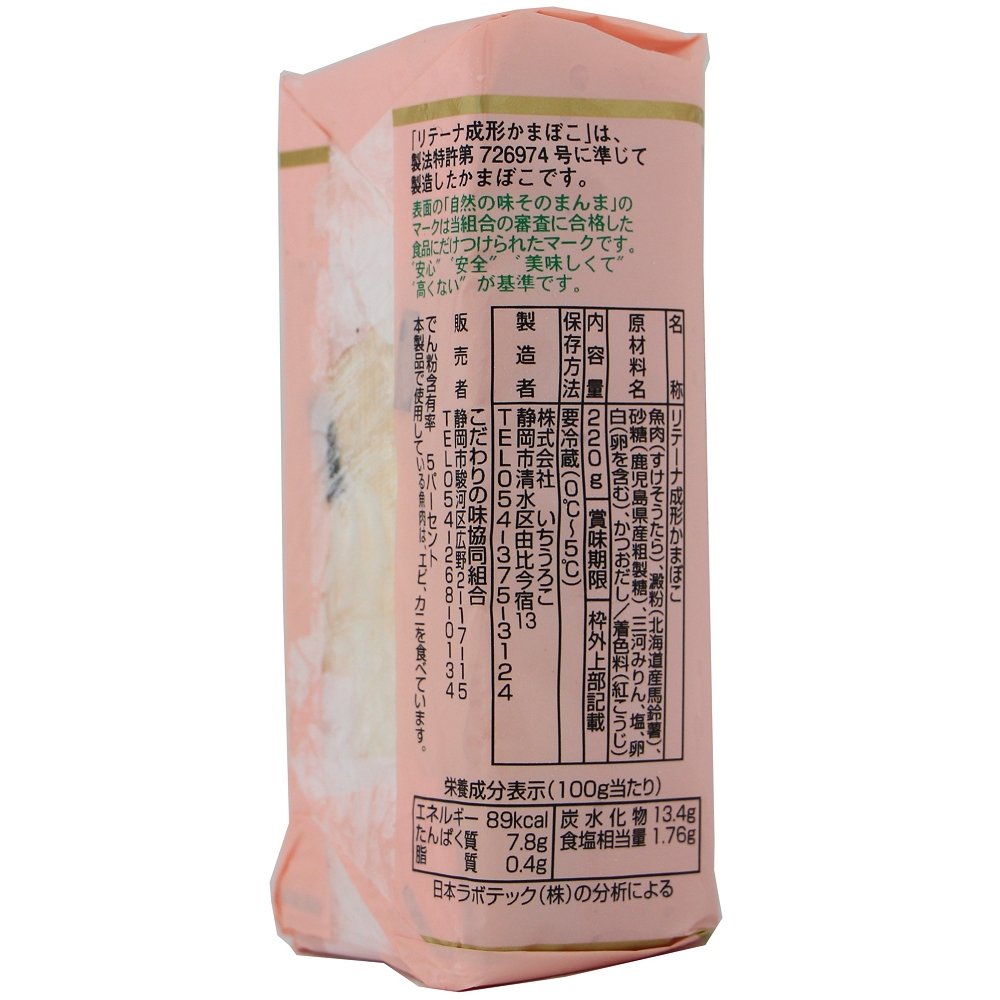 「リテーナ成形かまぼこ」は、
製法特許第726974号に準じて
製造したかまぼこです。
表面の「自然の味そのまんま」の
マークは当組合の審査に合格した
食品にだけつけられたマークです。
"安心" "安全" "美味しくて"
"高くない" が基準です。
名称 リテーナ成形かまぼこ
原材料名 魚肉(すけそうたら)、澱粉(北海道産馬鈴薯)、
砂糖(鹿児島県産粗製糖)、三河みりん、塩、卵
白(卵を含む)、かつおだし／着色料(紅こうじ)
内容量 220g 賞味期限 枠外上部記載
保存方法 要冷蔵(0℃～5℃)
製造者 株式会社 いちうろこ
静岡市清水区由比今宿13
TEL054-375-3124
販売者 こだわりの味協同組合
静岡市駿河区広野2-17-15
TEL054-268-0134
でん粉含有率 5パーセント
本製品で使用している魚肉は、エビ、カニを食べています。
栄養成分表示(100g当たり)
エネルギー 89kcal 炭水化物 13.4g
たんぱく質 7.8g 食塩相当量 1.76g
脂質 0.4g
日本ラボテック(株)の分析による